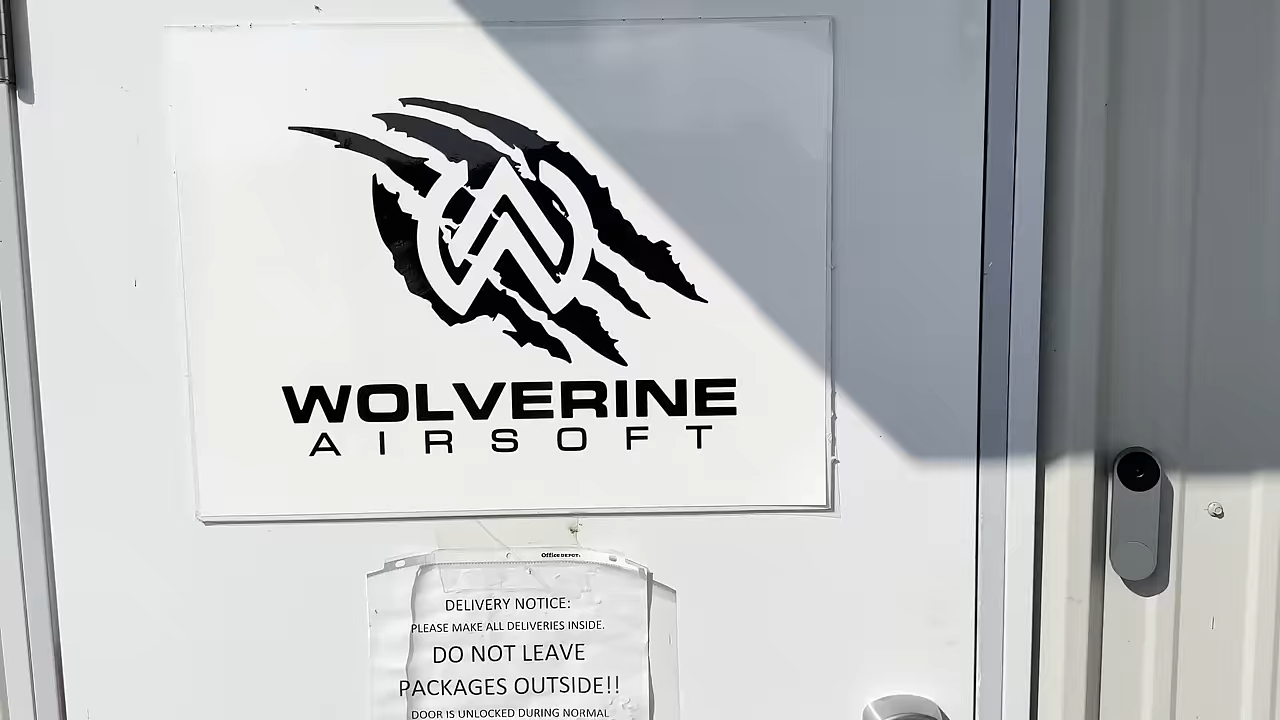 WOLVERINE
AIRSOFT
Office DEPOT.
DELIVERY NOTICE:
PLEASE MAKE ALL DELIVERIES INSIDE.
DO NOT LEAVE
PACKAGES OUTSIDE!!
DOOR IS UNLOCKED DURING NORMAL